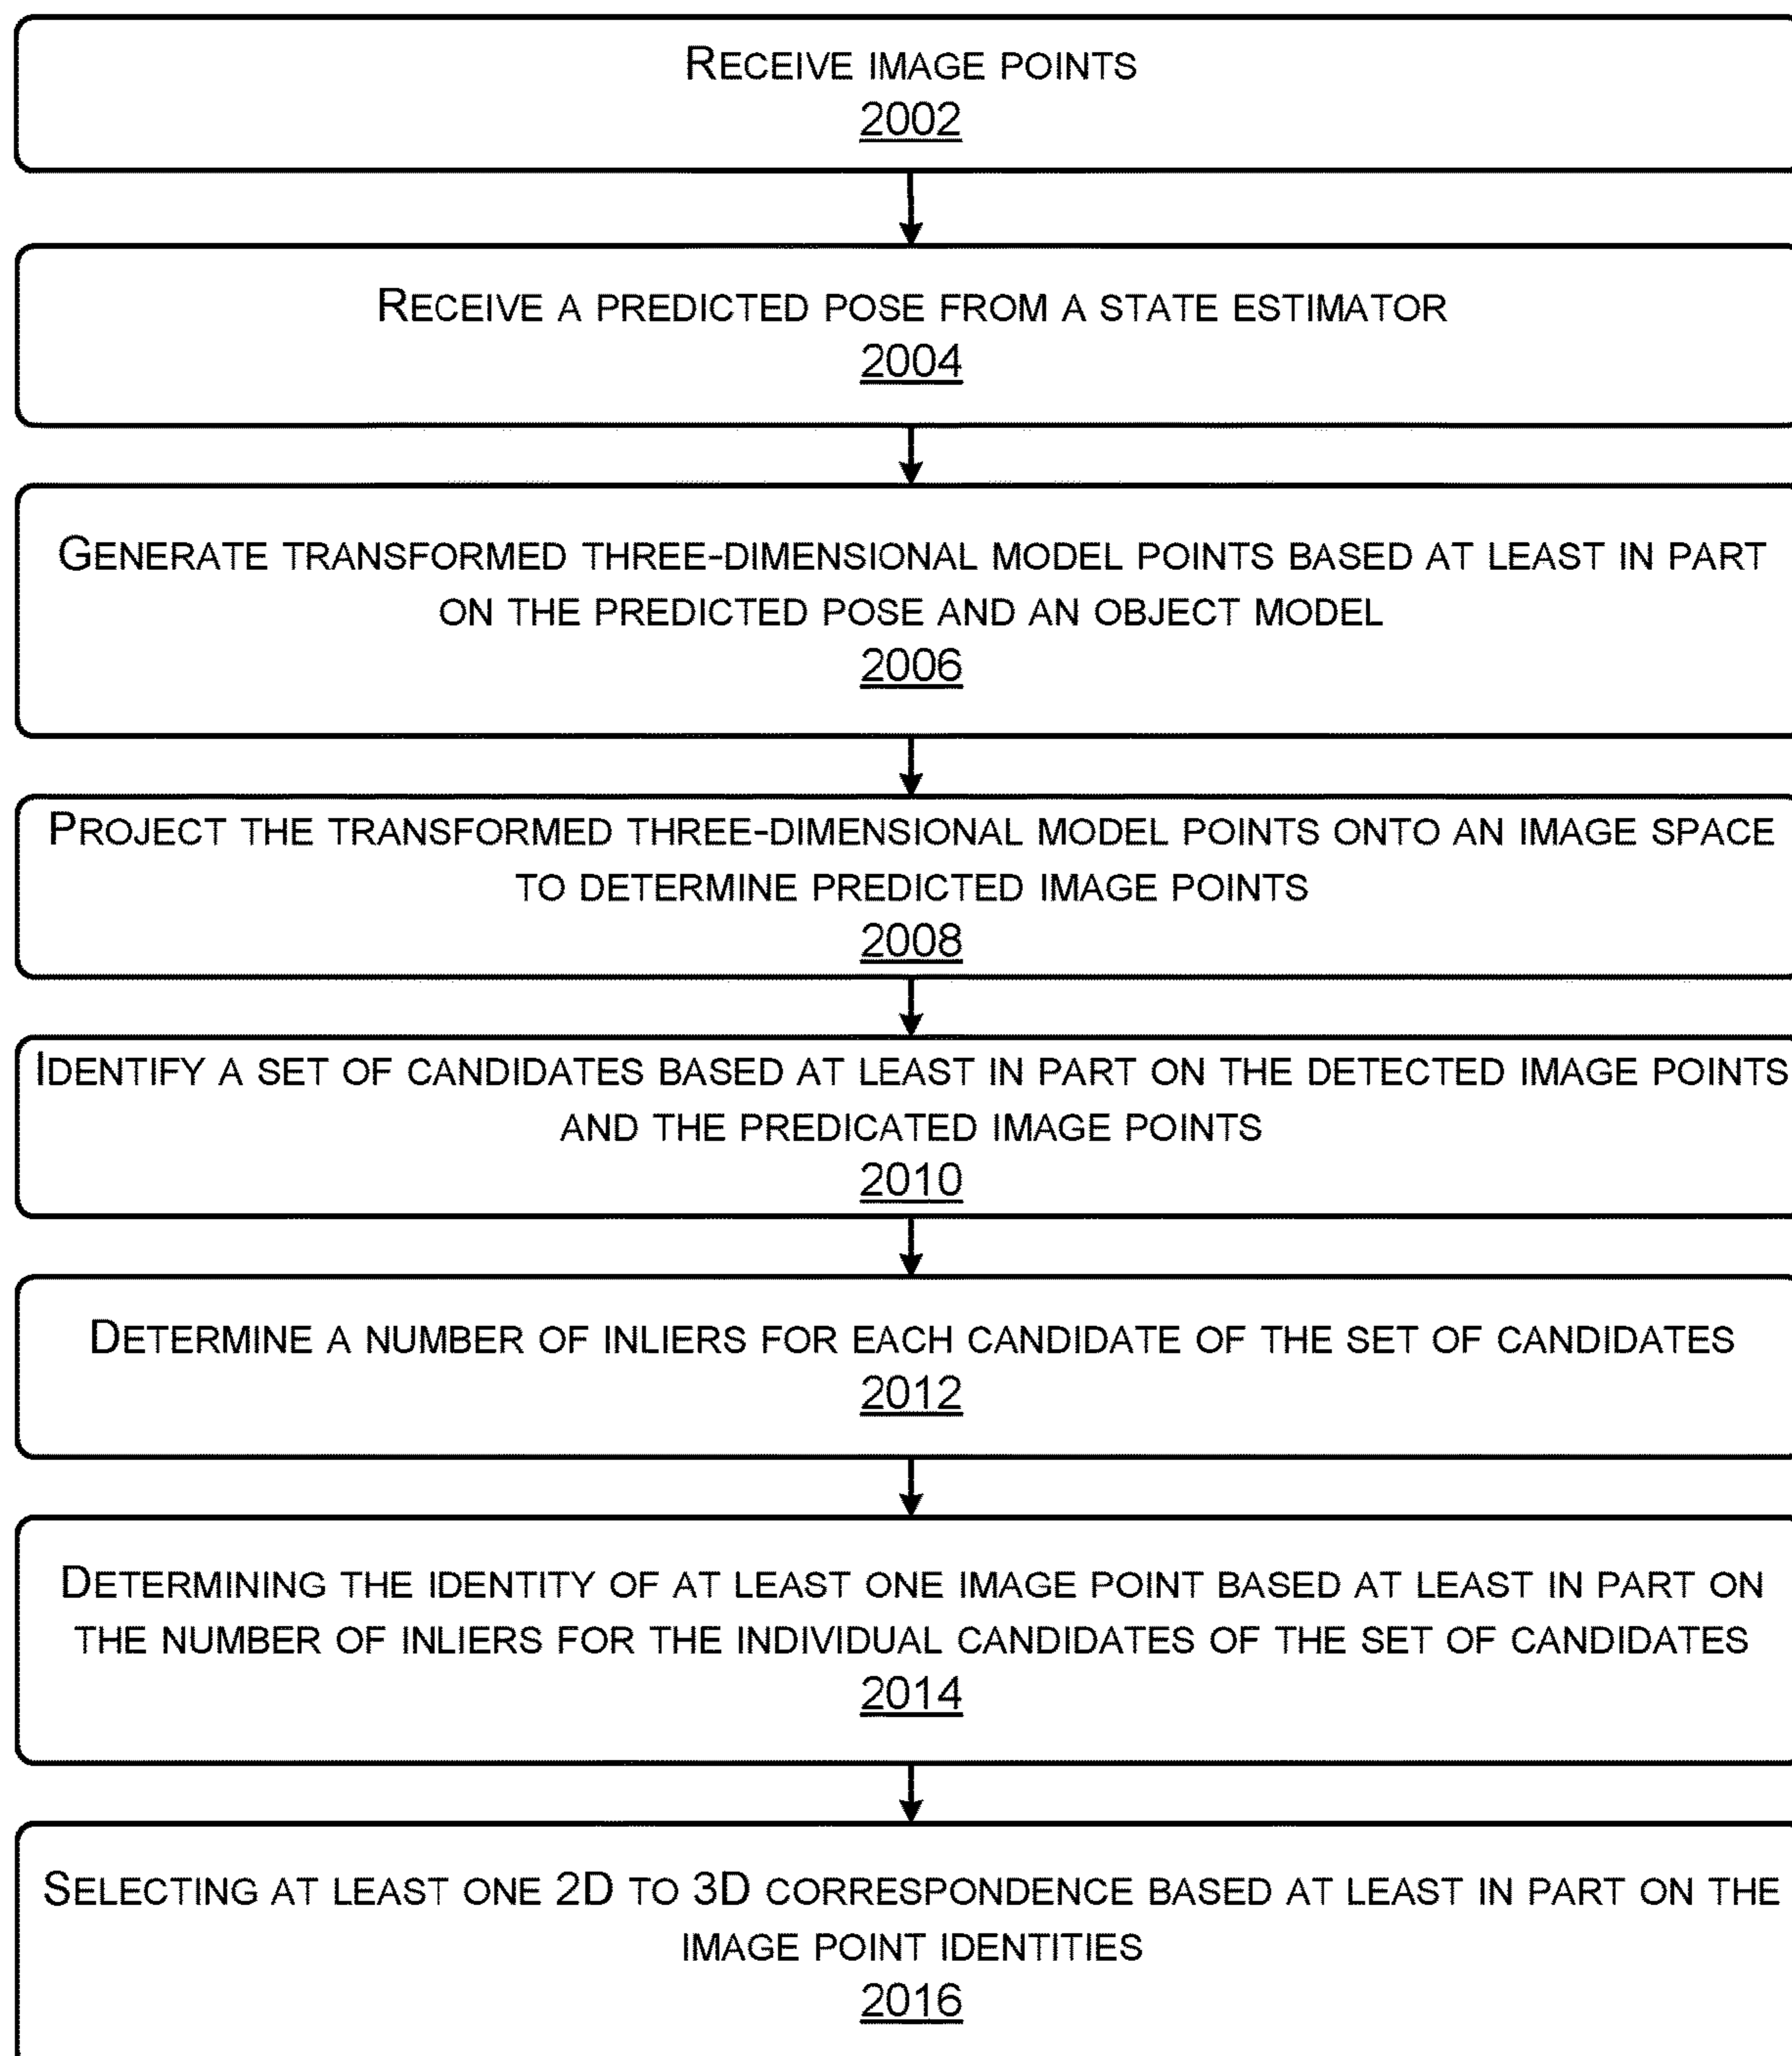 RECEIVE IMAGE POINTS
2002
RECEIVE A PREDICTED POSE FROM A STATE ESTIMATOR
2004
GENERATE TRANSFORMED THREE-DIMENSIONAL MODEL POINTS BASED AT LEAST IN PART
ON THE PREDICTED POSE AND AN OBJECT MODEL
2006
PROJECT THE TRANSFORMED THREE-DIMENSIONAL MODEL POINTS ONTO AN IMAGE SPACE
TO DETERMINE PREDICTED IMAGE POINTS
2008
IDENTIFY A SET OF CANDIDATES BASED AT LEAST IN PART ON THE DETECTED IMAGE POINTS
AND THE PREDICATED IMAGE POINTS
2010
DETERMINE A NUMBER OF INLIERS FOR EACH CANDIDATE OF THE SET OF CANDIDATES
2012
DETERMINING THE IDENTITY OF AT LEAST ONE IMAGE POINT BASED AT LEAST IN PART ON
THE NUMBER OF INLIERS FOR THE INDIVIDUAL CANDIDATES OF THE SET OF CANDIDATES
2014
SELECTING AT LEAST ONE 2D TO 3D CORRESPONDENCE BASED AT LEAST IN PART ON THE
IMAGE POINT IDENTITIES
2016